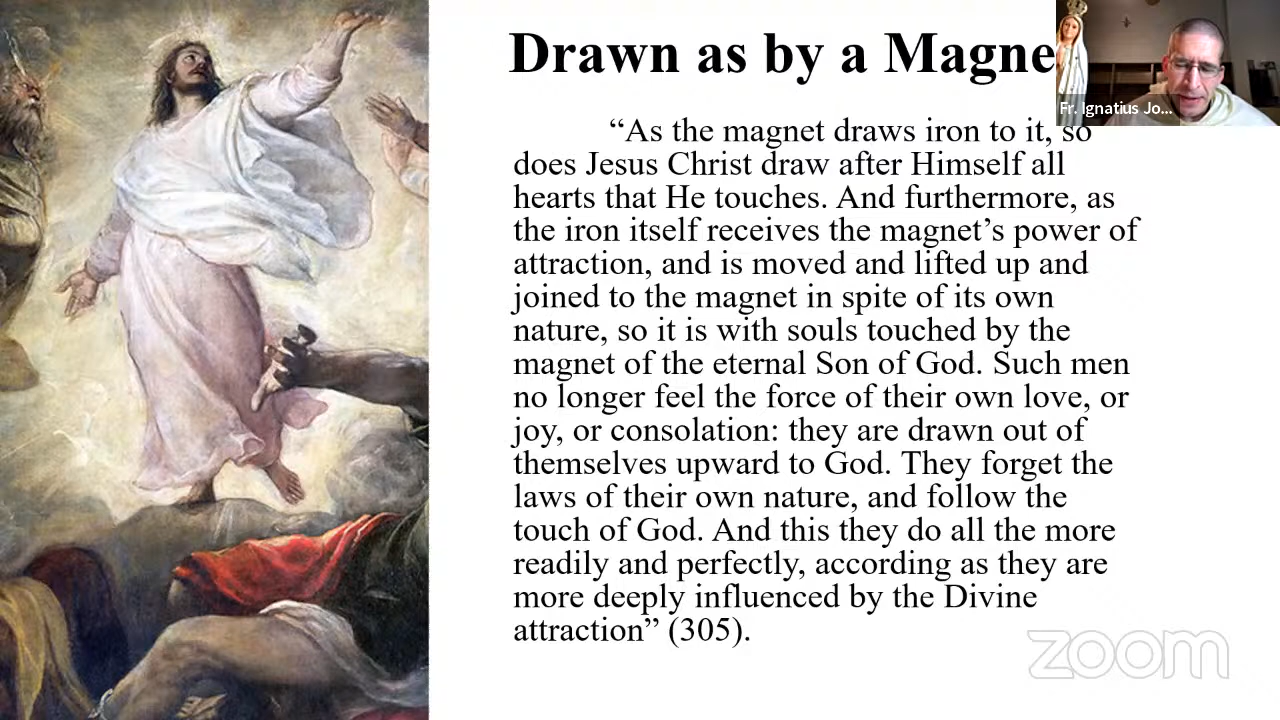 Drawn as by a Magne
Fr. Ignatius Jo...
“As the magnet draws iron to it, so
does Jesus Christ draw after Himself all
hearts that He touches. And furthermore, as
the iron itself receives the magnet’s power of
attraction, and is moved and lifted up and
joined to the magnet in spite of its own
nature, so it is with souls touched by the
magnet of the eternal Son of God. Such men
no longer feel the force of their own love, or
joy, or consolation: they are drawn out of
themselves upward to God. They forget the
laws of their own nature, and follow the
touch of God. And this they do all the more
readily and perfectly, according as they are
more deeply influenced by the Divine
attraction” (305).
zoom